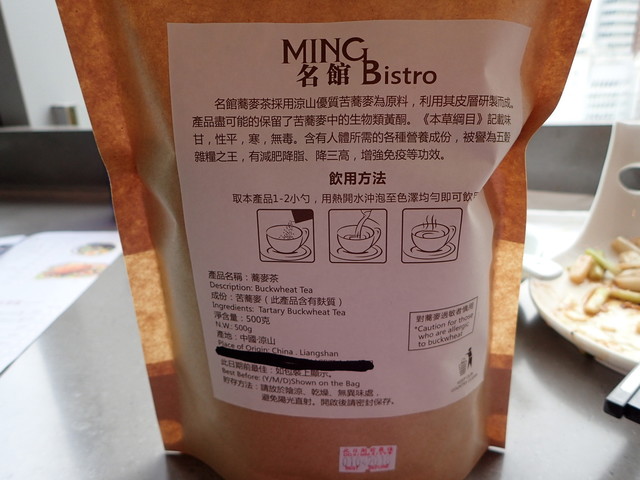 MING
名館 Bistro
名館蕎麥茶採用涼山優質苦蕎麥為原料，利用其皮層研製而成。
產品盡可能的保留了苦蕎麥中的生物類黃酮。《本草綱目》記載味
甘，性平，寒，無毒。含有人體所需的各種營養成份，被譽為五穀
雜糧之王，有減肥降脂、降三高，增強免疫等功效。
飲用方法
取本產品1-2小勺，用熱開水沖泡至色澤均勻即可飲用
產品名稱：蕎麥茶
Description: Buckwheat Tea
成份：苦蕎麥（此產品含有麩質）
Ingredients: Tartary Buckwheat Tea
淨含量：500克
N.W: 500g
產地：中國·涼山
Place of Origin: China , Liangshan
此日期前最佳：如包裝上顯示。
Best Before: (Y/M/D)Shown on the Bag
貯存方法：請放於陰涼、乾燥、無異味處，
避免陽光直射。開啟後請密封保存。
對蕎麥過敏者慎用
*Caution for those
who are allergic
to buckwheat